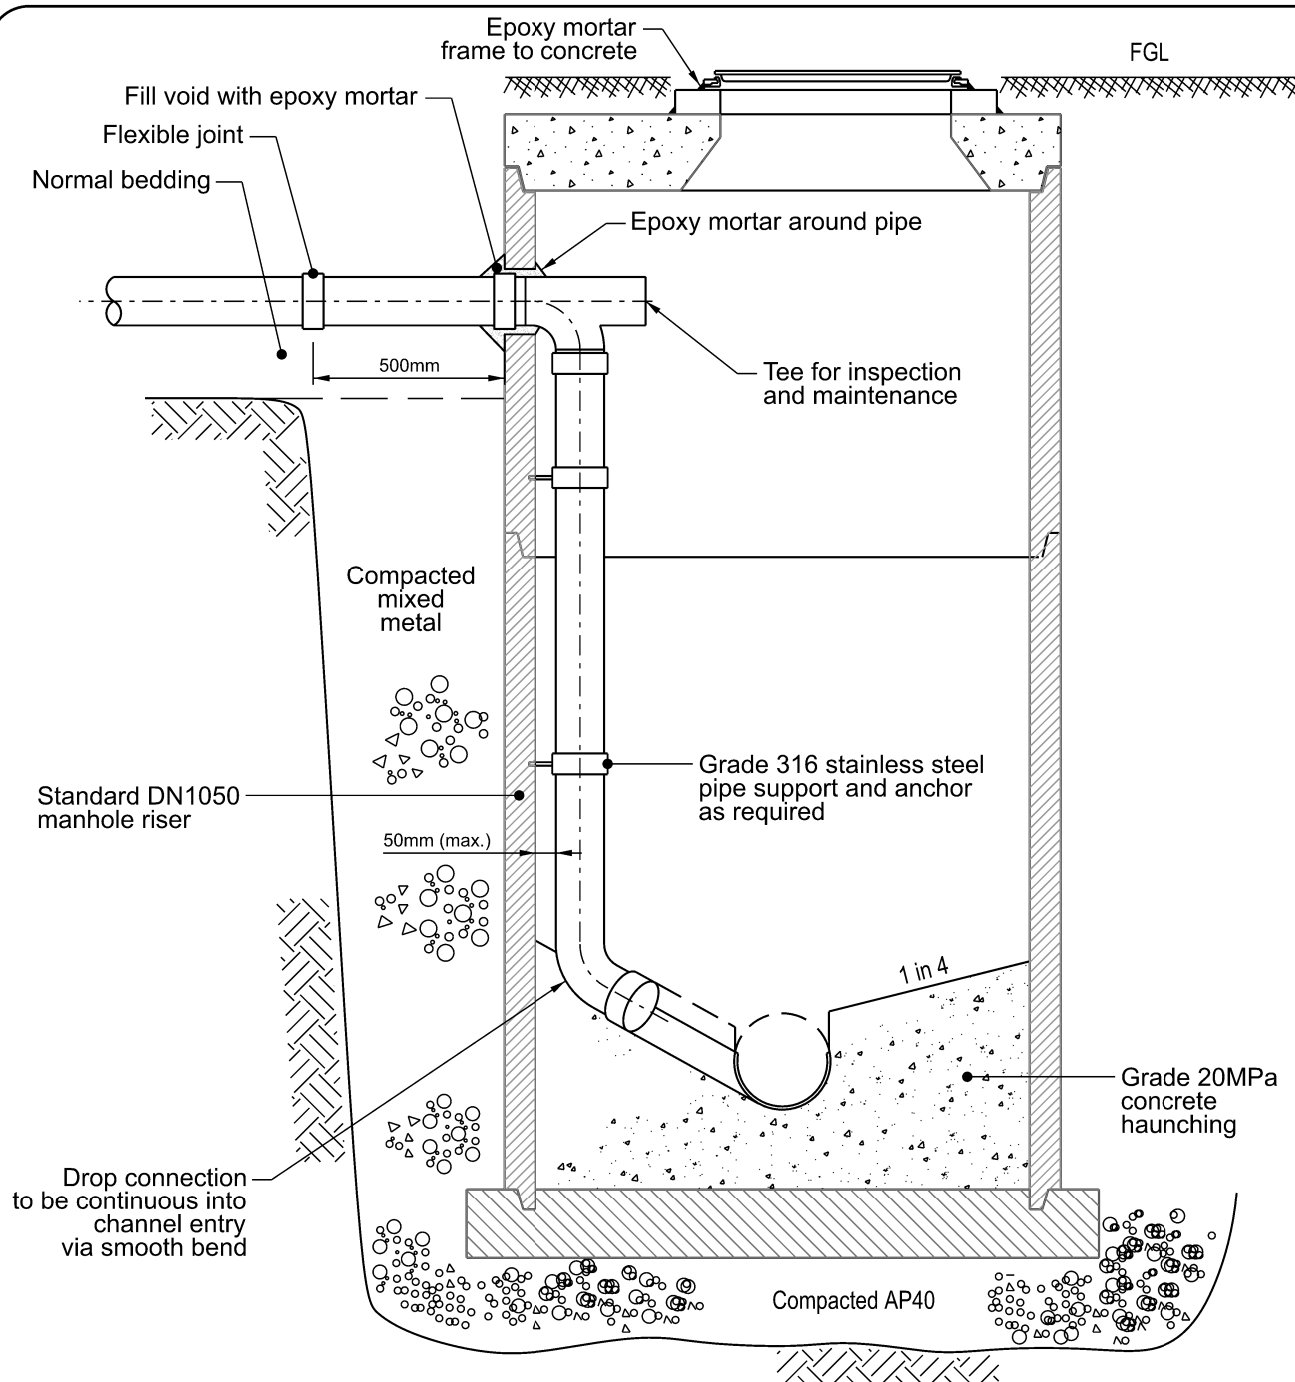 Epoxy mortar
frame to concrete
FGL
Fill void with epoxy mortar
Flexible joint
Normal bedding
Epoxy mortar around pipe
500mm
Tee for inspection
and maintenance
Compacted
mixed
metal
Grade 316 stainless steel
pipe support and anchor
as required
Standard DN1050
manhole riser
50mm (max.)
1 in 4
Grade 20MPa
concrete
haunching
Drop connection
to be continuous into
channel entry
via smooth bend
Compacted AP40